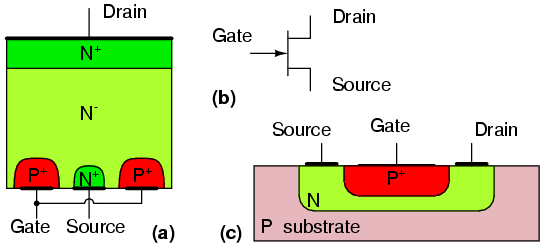 Drain
N+
N-
P+
N+
P+
Gate Source
(a)
Drain
Gate
Source
(b)
Source Gate Drain
P+
N
P substrate
(c)